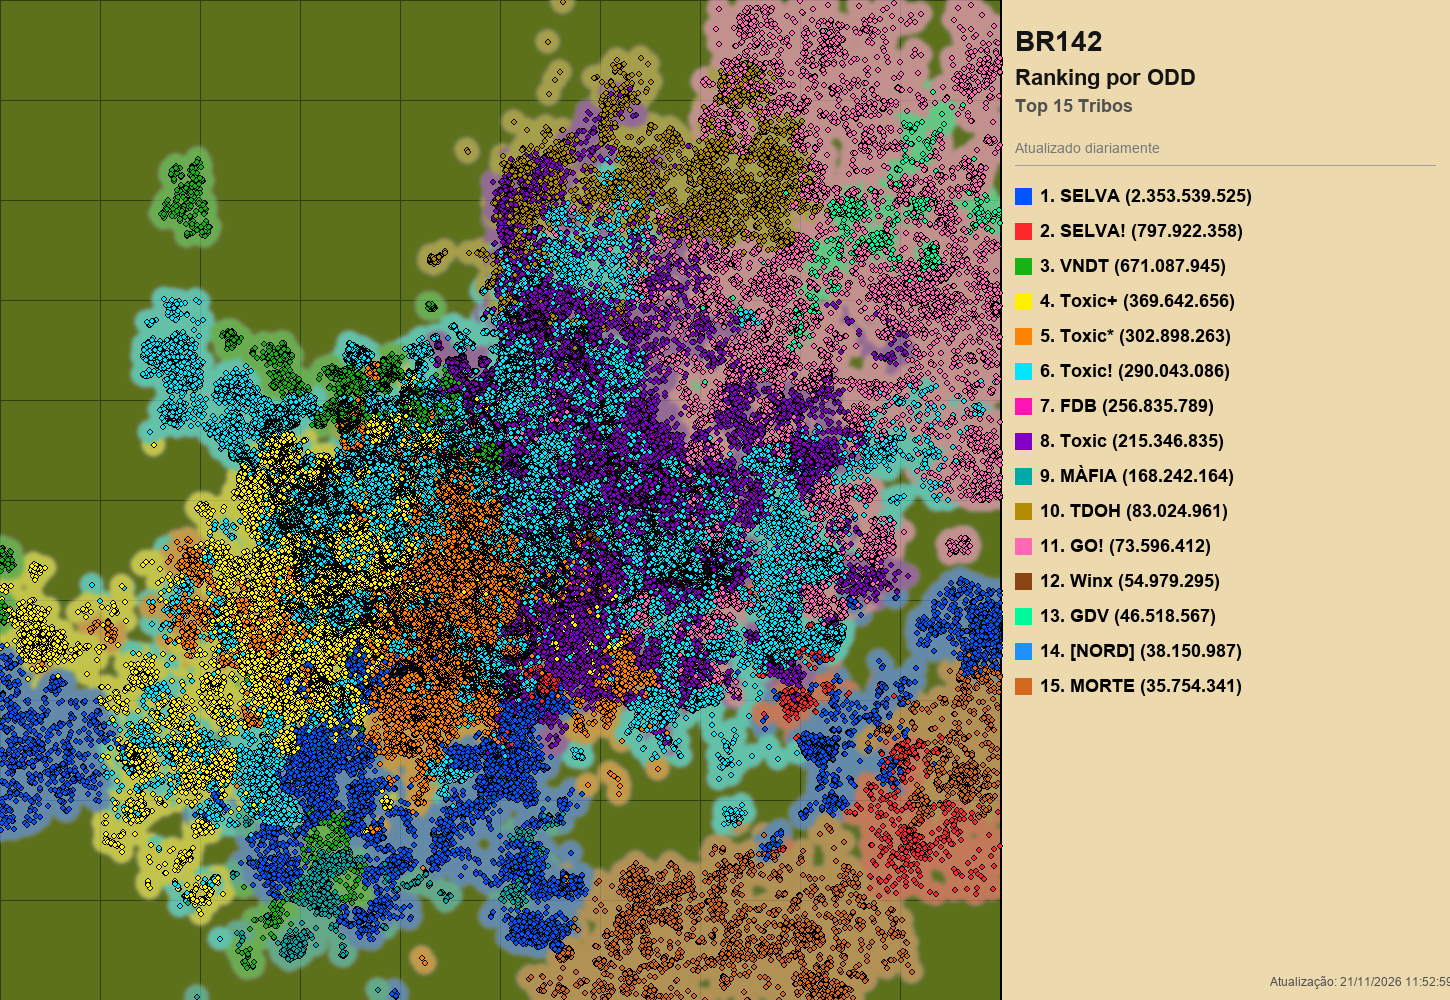 BR142
Ranking por ODD
Top 15 Tribos
Atualizado diariamente
1. SELVA (2.353.539.525)
2. SELVA! (797.922.358)
3. VNDT (671.087.945)
4. Toxic+ (369.642.656)
5. Toxic* (302.898.263)
6. Toxic! (290.043.086)
7. FDB (256.835.789)
8. Toxic (215.346.835)
9. MÀFIA (168.242.164)
10. TDOH (83.024.961)
11. GO! (73.596.412)
12. Winx (54.979.295)
13. GDV (46.518.567)
14. [NORD] (38.150.987)
15. MORTE (35.754.341)
Atualização: 21/11/2026 11:52:59